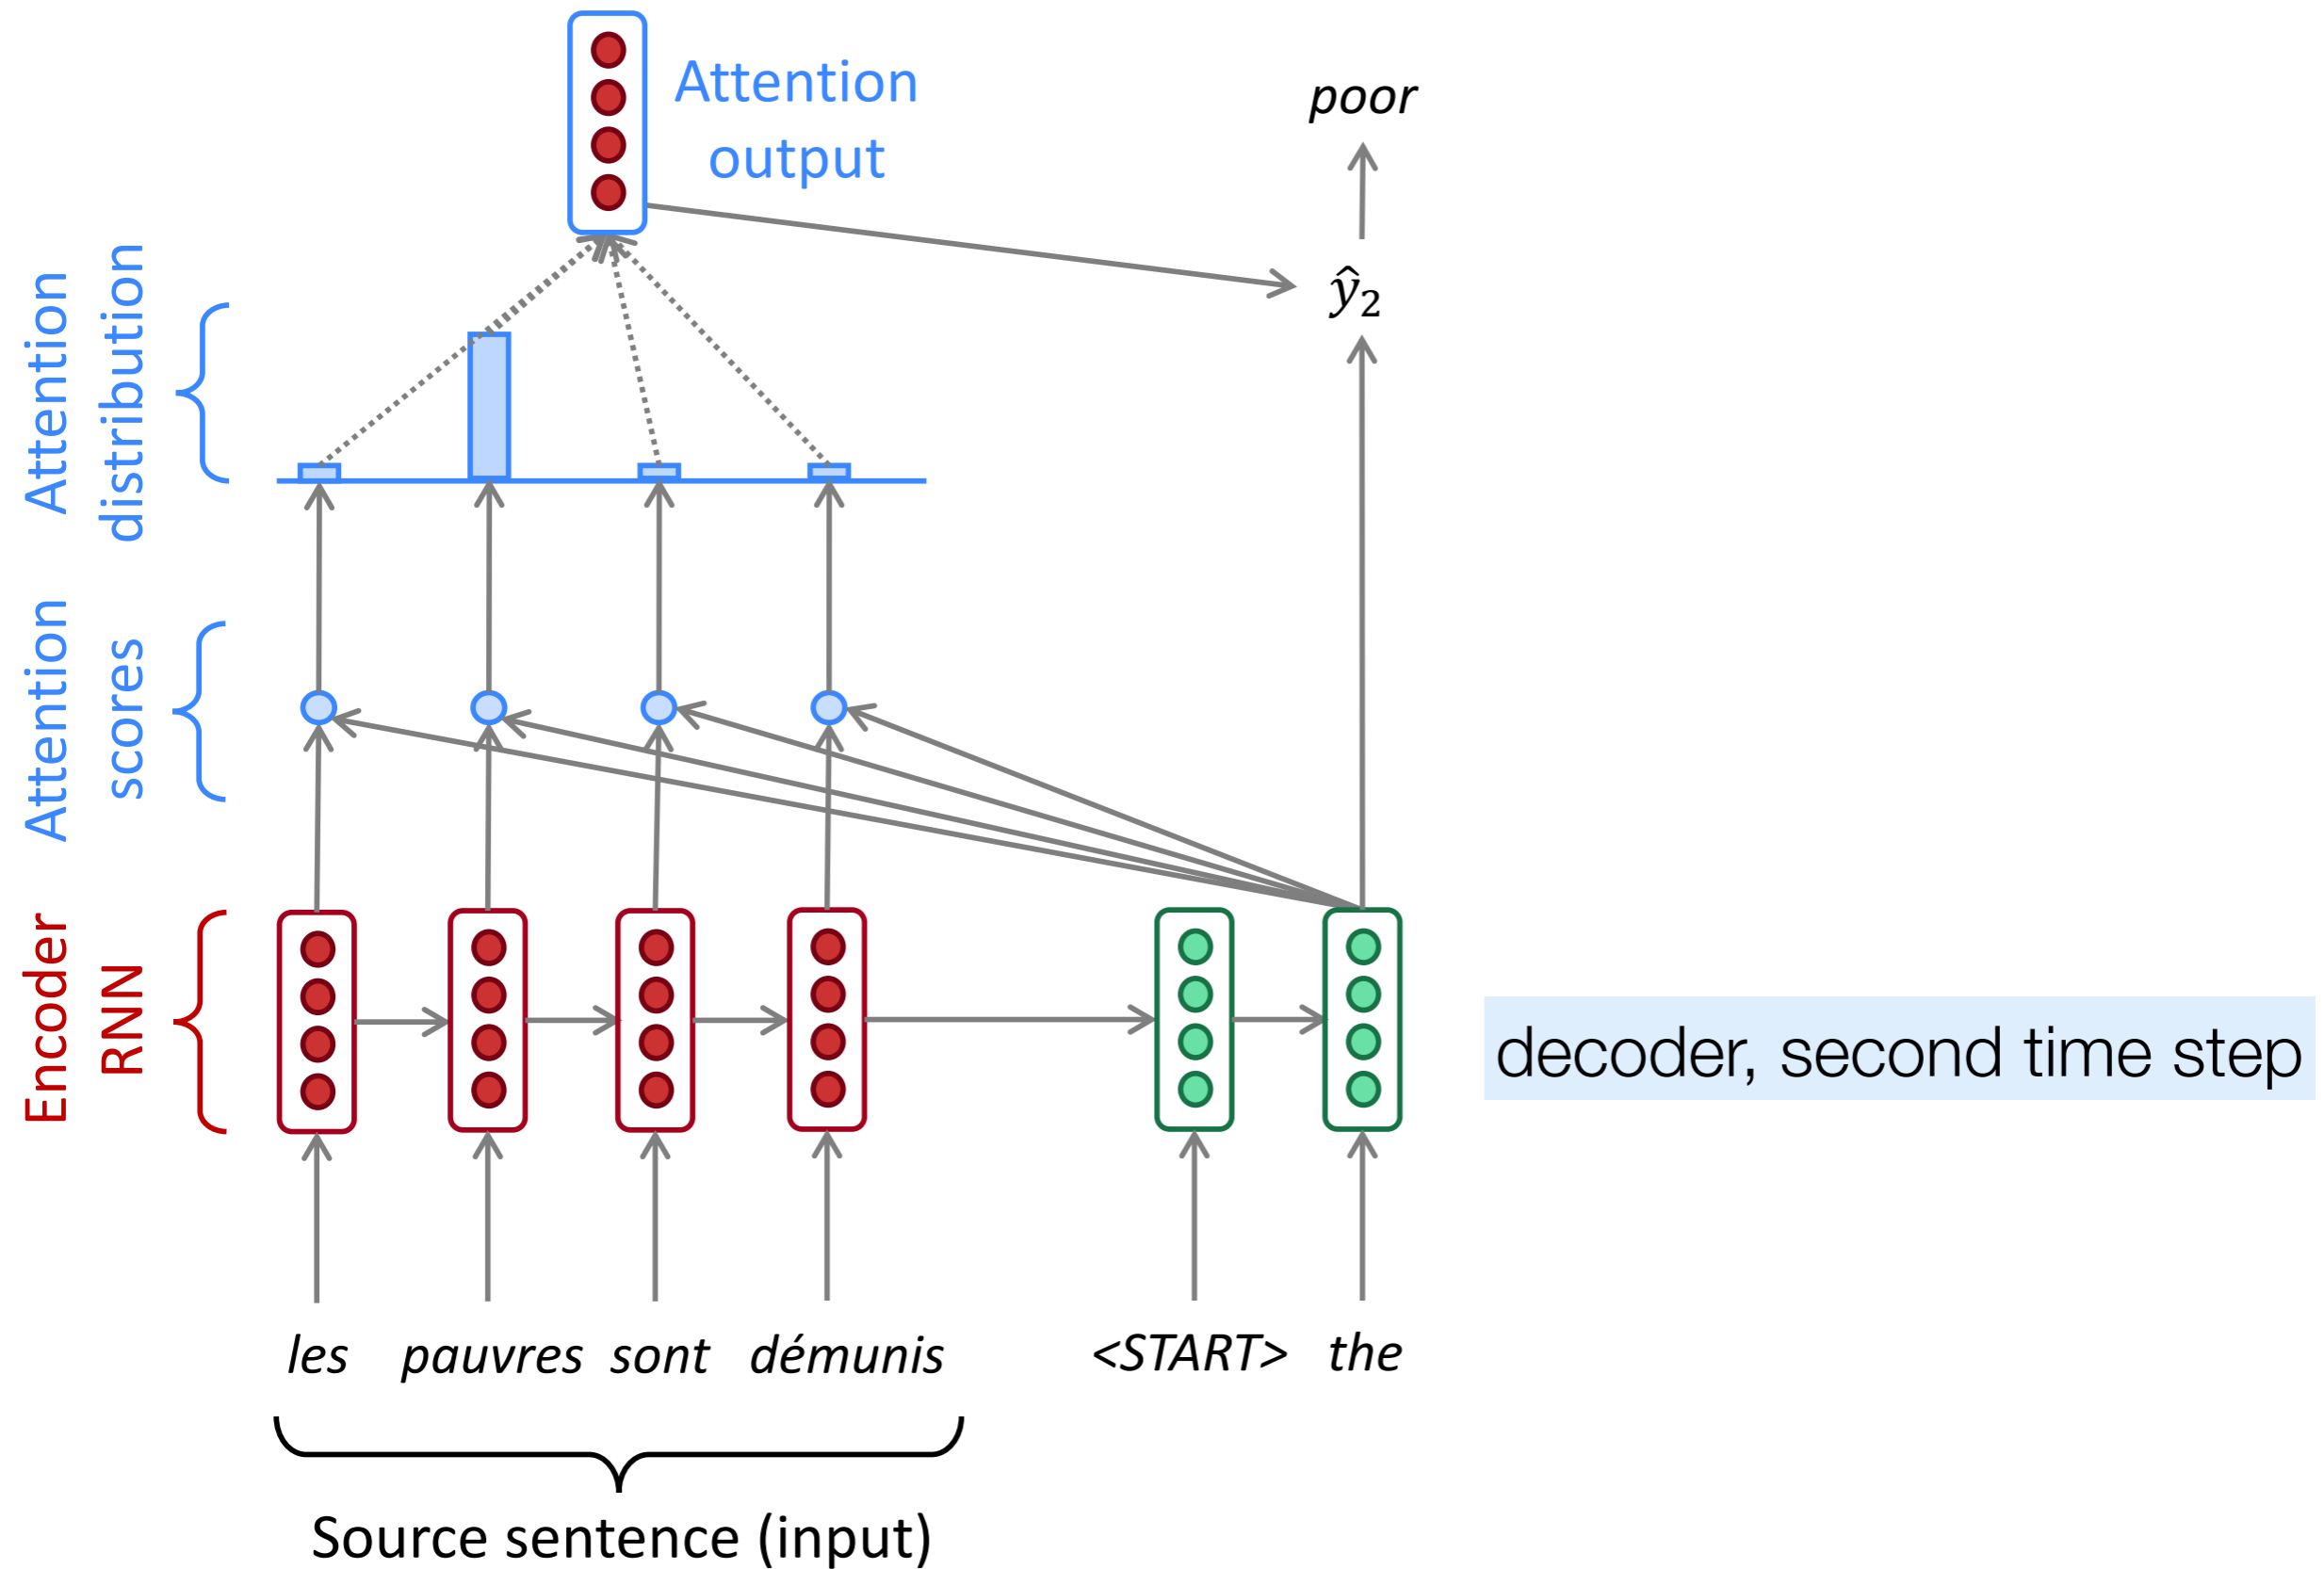 Attention
output
poor
ŷ₂
Attention
distribution
Attention
scores
Encoder
RNN
decoder, second time step
les pauvres sont démunis <START> the
Source sentence (input)